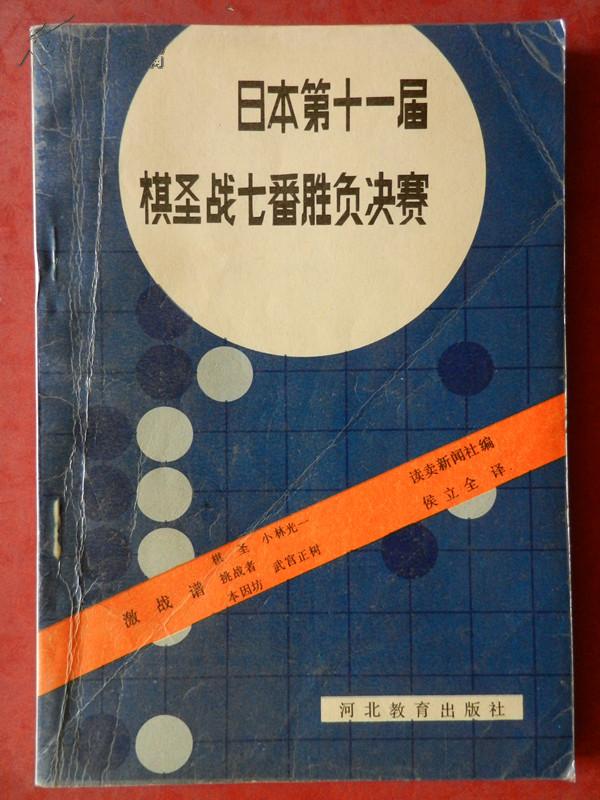 日本第十一届
棋圣战七番胜负决赛
读卖新闻社编
侯立全译
激战谱
棋圣 小林光一
挑战者
本因坊 武宫正树
河北教育出版社